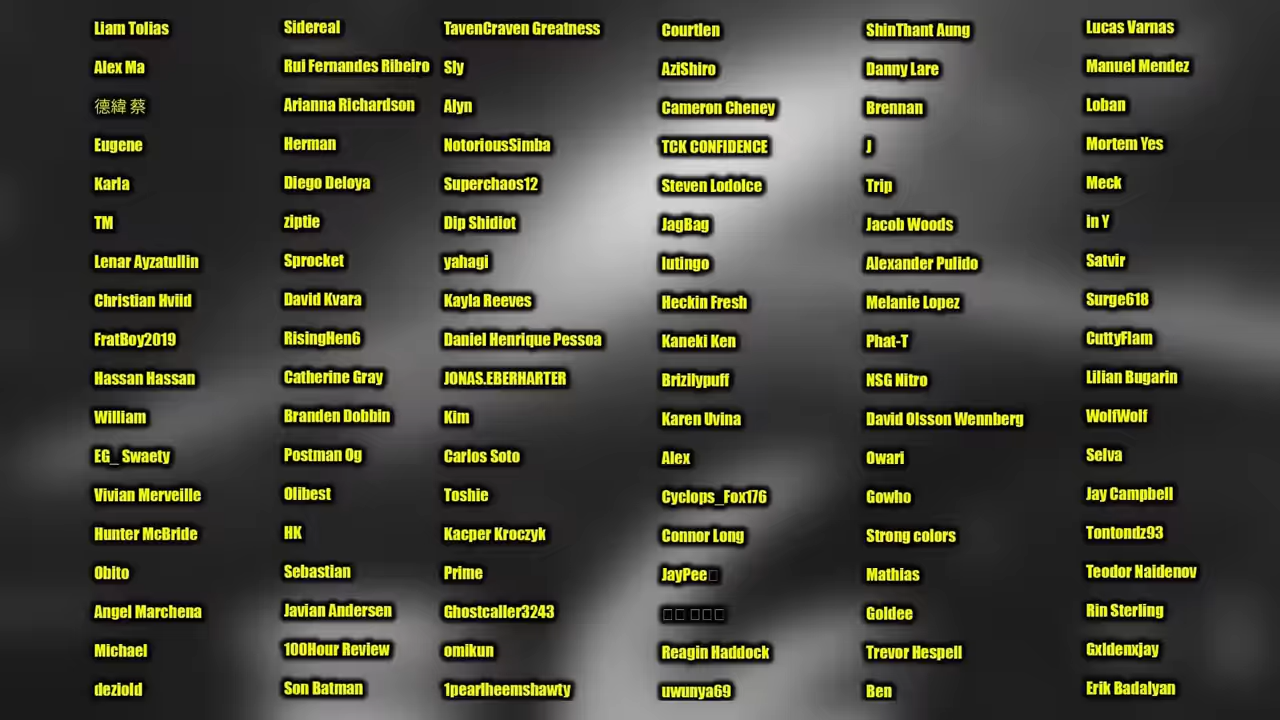 Liam Tolias
Alex Ma
德緯 蔡
Eugene
Karla
TM
Lenar Ayzatullin
Christian Hviid
FratBoy2019
Hassan Hassan
William
EG_ Swaety
Vivian Merveille
Hunter McBride
Obito
Angel Marchena
Michael
deziold
Sidereal
Rui Fernandes Ribeiro
Arianna Richardson
Herman
Diego Deloya
ziptie
Sprocket
David Kvara
RisingHen6
Catherine Gray
Branden Dobbin
Postman Og
Olibest
HK
Sebastian
Javian Andersen
100Hour Review
Son Batman
TavenCraven Greatness
Sly
Alyn
NotoriousSimba
Superchaos12
Dip Shidiot
yahagi
Kayla Reeves
Daniel Henrique Pessoa
JONAS.EBERHARTER
Kim
Carlos Soto
Toshie
Kacper Kroczyk
Prime
Ghostcaller3243
omikun
1pearlheemshawty
Courtlen
AziShiro
Cameron Cheney
TCK CONFIDENCE
Steven Lodolce
JagBag
lutingo
Heckin Fresh
Kaneki Ken
Brizilypuff
Karen Uvina
Alex
Cyclops_Fox176
Connor Long
JayPee
Reagin Haddock
uwunya69
ShinThant Aung
Danny Lare
Brennan
J
Trip
Jacob Woods
Alexander Pulido
Melanie Lopez
Phat-T
NSG Nitro
David Olsson Wennberg
Owari
Gowho
Strong colors
Mathias
Goldee
Trevor Hespell
Ben
Lucas Varnas
Manuel Mendez
Loban
Mortem Yes
Meck
in Y
Satvir
Surge618
CuttyFlam
Lilian Bugarin
WolfWolf
Selva
Jay Campbell
Tontondz93
Teodor Naidenov
Rin Sterling
Gxldenxjay
Erik Badalyan